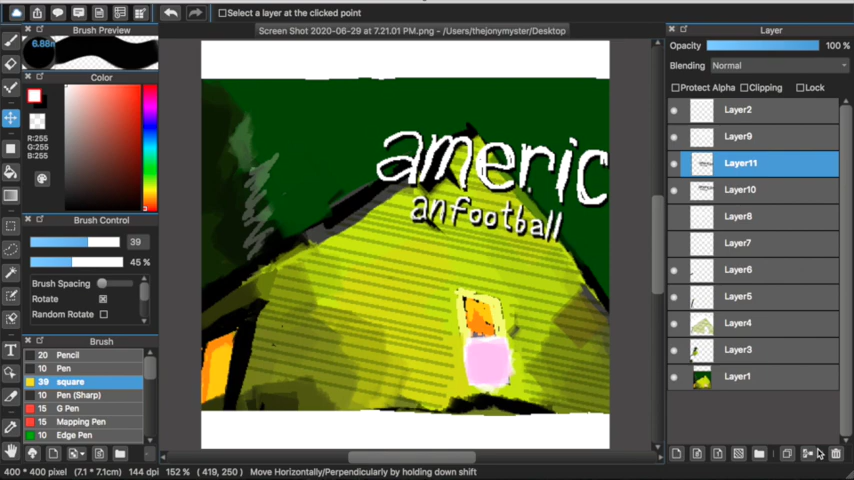 Select a layer at the clicked point
Brush Preview
6.88m
Screen Shot 2020-06-29 at 7.21.01 PM.png - /Users/thejonymyster/Desktop
Layer
Opacity 100 %
Blending Normal
Protect Alpha Clipping Lock
Color
R:255
G:255
B:255
Brush Control
39
45 %
Brush Spacing
Rotate
Random Rotate
Brush
20 Pencil
10 Pen
39 square
10 Pen (Sharp)
15 G Pen
15 Mapping Pen
10 Edge Pen
americ
anfootball
Layer2
Layer9
Layer11
Layer10
Layer8
Layer7
Layer6
Layer5
Layer4
Layer3
Layer1
T
400 * 400 pixel (7.1 * 7.1cm) 144 dpi 152 % ( 419, 250 ) Move Horizontally/Perpendicularly by holding down shift